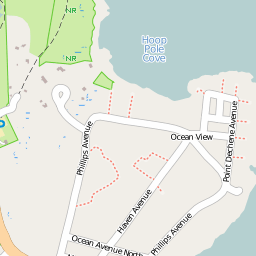 NR
Hoop
Pole
Cove
NR
Ocean View
Point Dechene Avenue
Phillips Avenue
Haven Avenue
Phillips Avenue
Ocean Avenue North